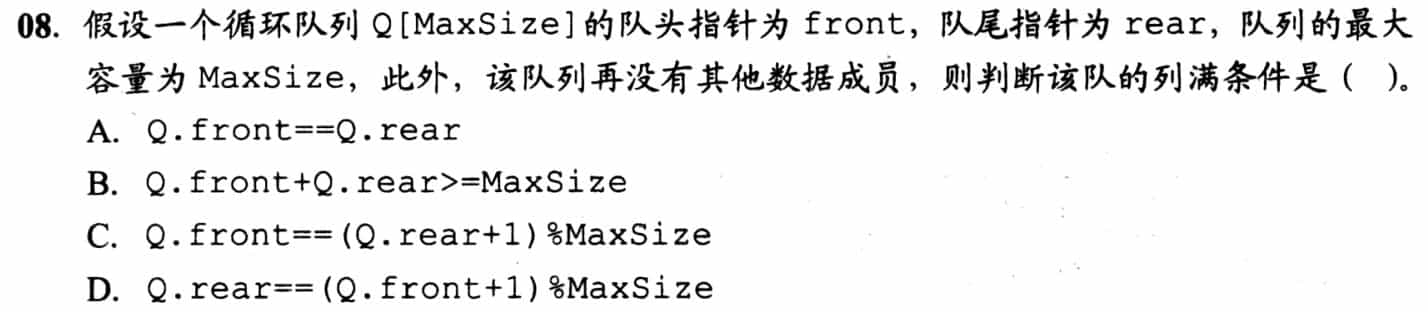 08. 假设一个循环队列 Q[MaxSize]的队头指针为 front，队尾指针为 rear，队列的最大
容量为 MaxSize，此外，该队列再没有其他数据成员，则判断该队的列满条件是（ ）。
A. Q.front==Q.rear
B. Q.front+Q.rear>=MaxSize
C. Q.front==(Q.rear+1)%MaxSize
D. Q.rear==(Q.front+1)%MaxSize